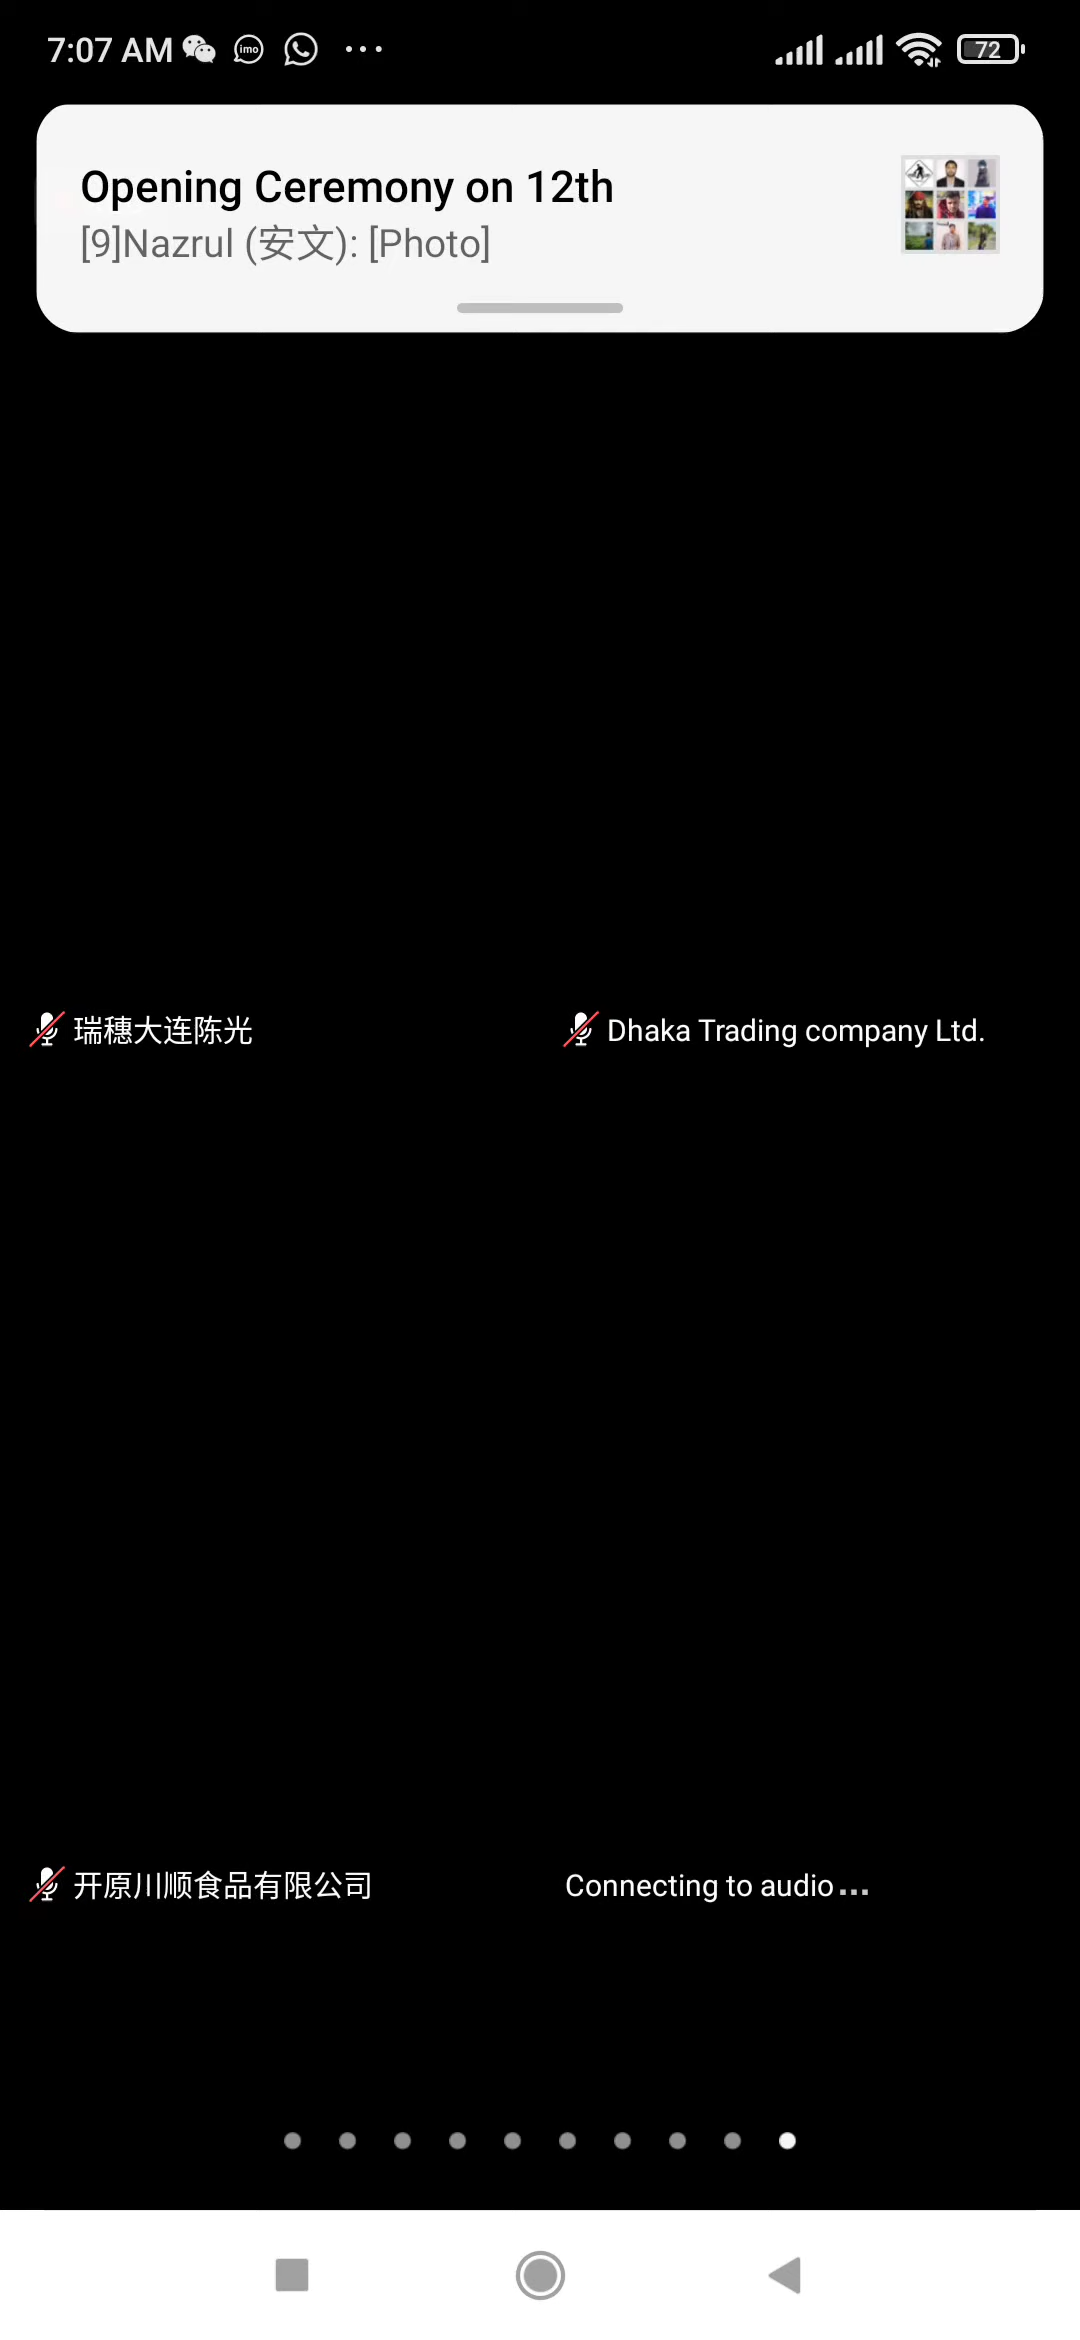 7:07 AM imo ... 72
Opening Ceremony on 12th
[9]Nazrul (安文): [Photo]
瑞穗大连陈光 Dhaka Trading company Ltd.
开原川顺食品有限公司 Connecting to audio...